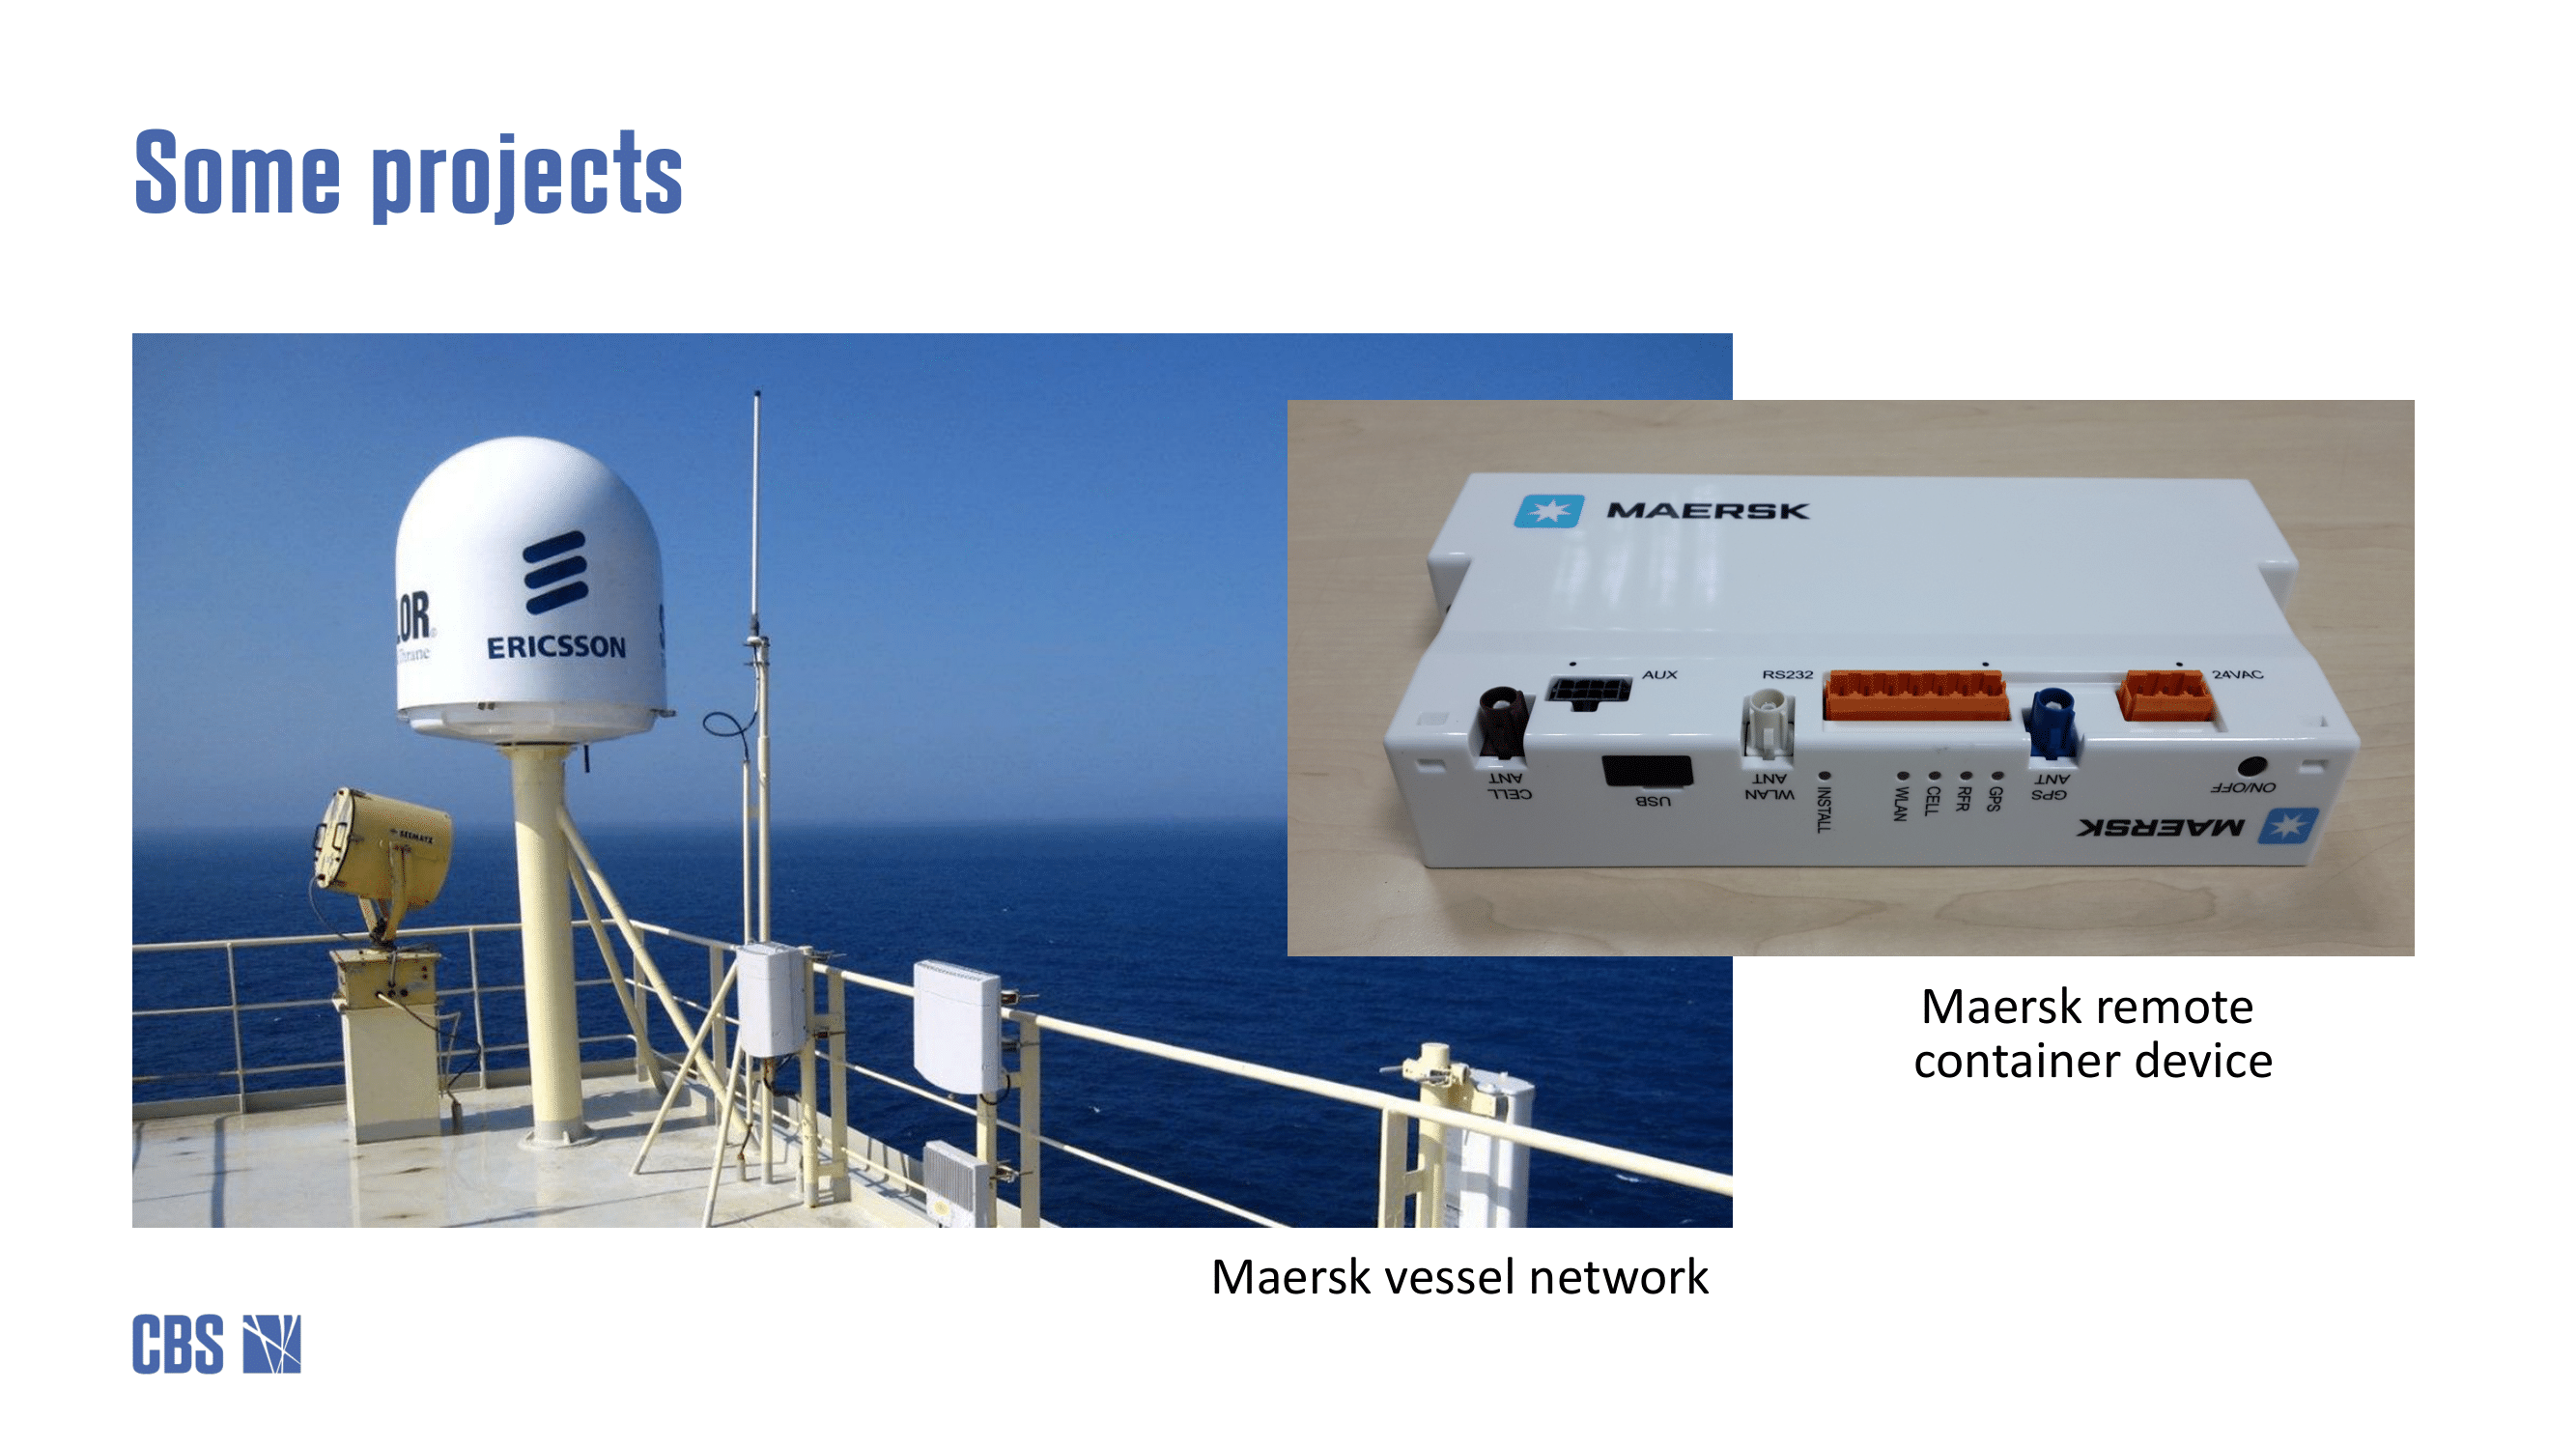 Some projects
LOR
Thrane
ERICSSON
SEEMATZ
MAERSK
AUX
RS232
24VAC
CELL ANT
USB
WLAN ANT
INSTALL
WLAN
CELL
RFR
GPS
GPS ANT
ON/OFF
MAERSK
Maersk remote
container device
Maersk vessel network
CBS